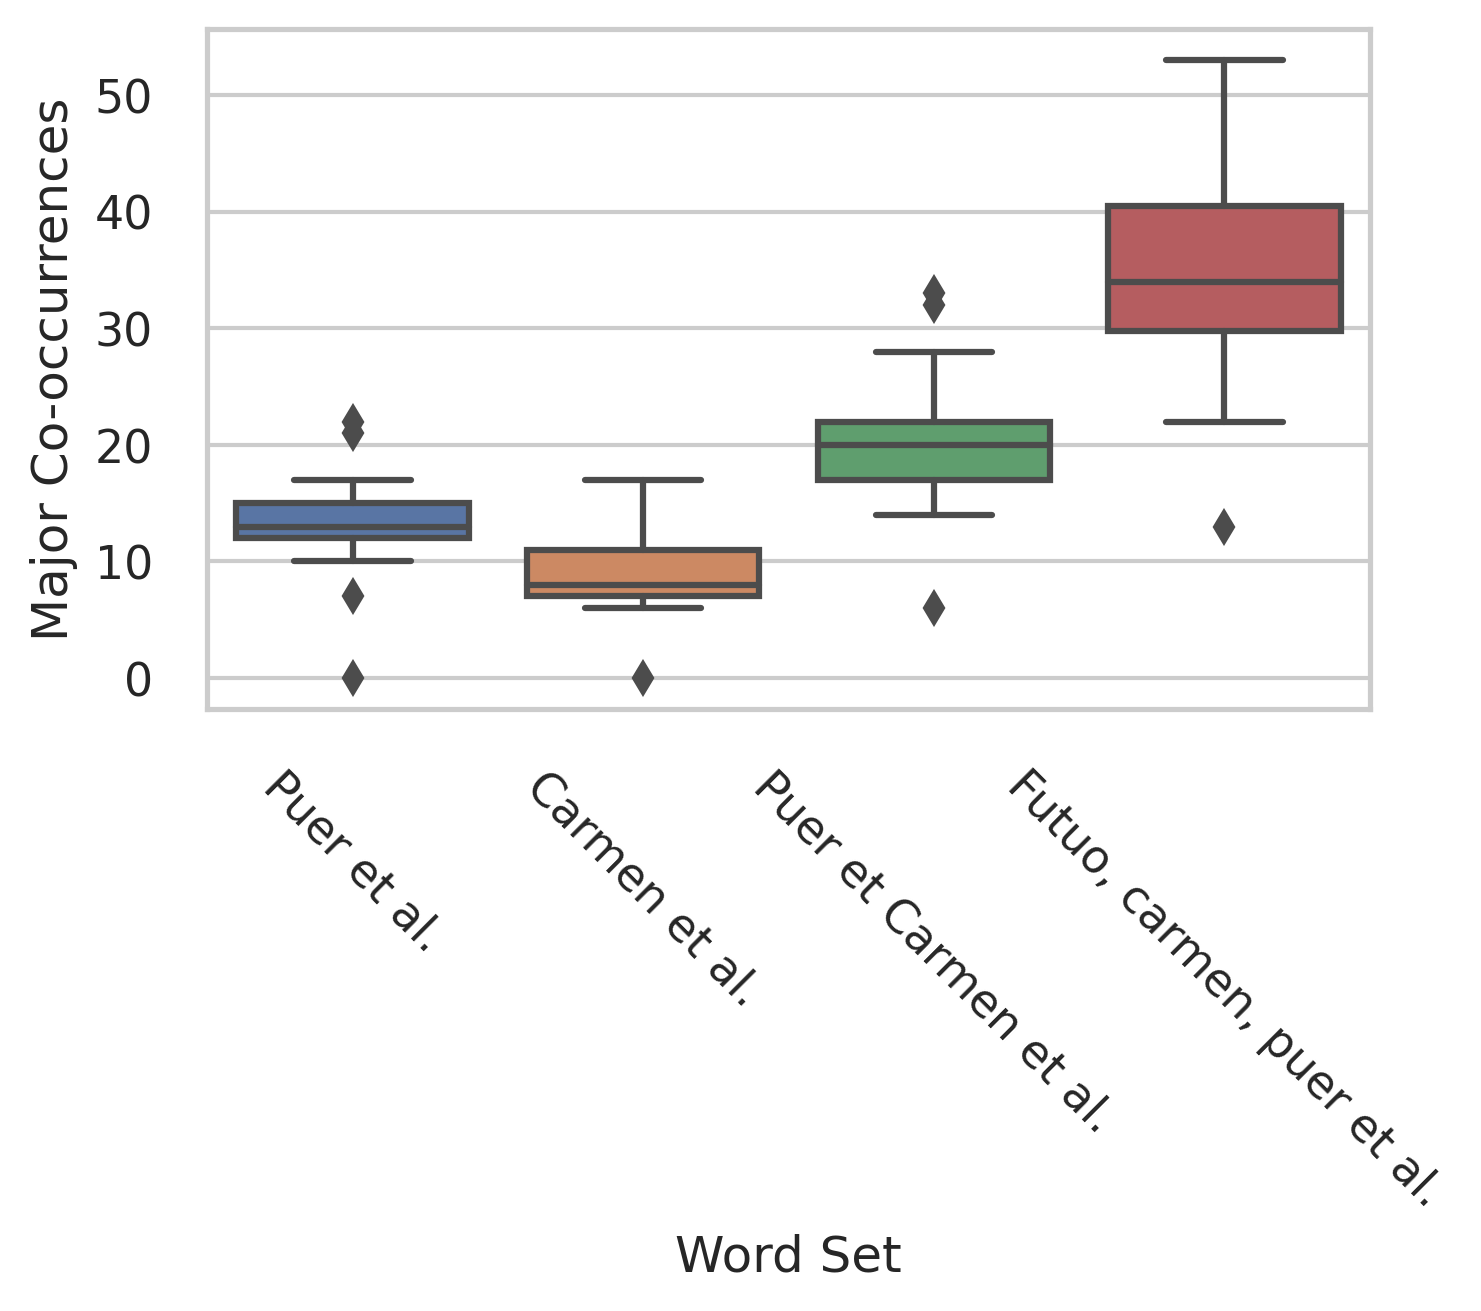 Major Co-occurrences
50
40
30
20
10
0
Puer et al.
Carmen et al.
Puer et Carmen et al.
Futuo, carmen, puer et al.
Word Set